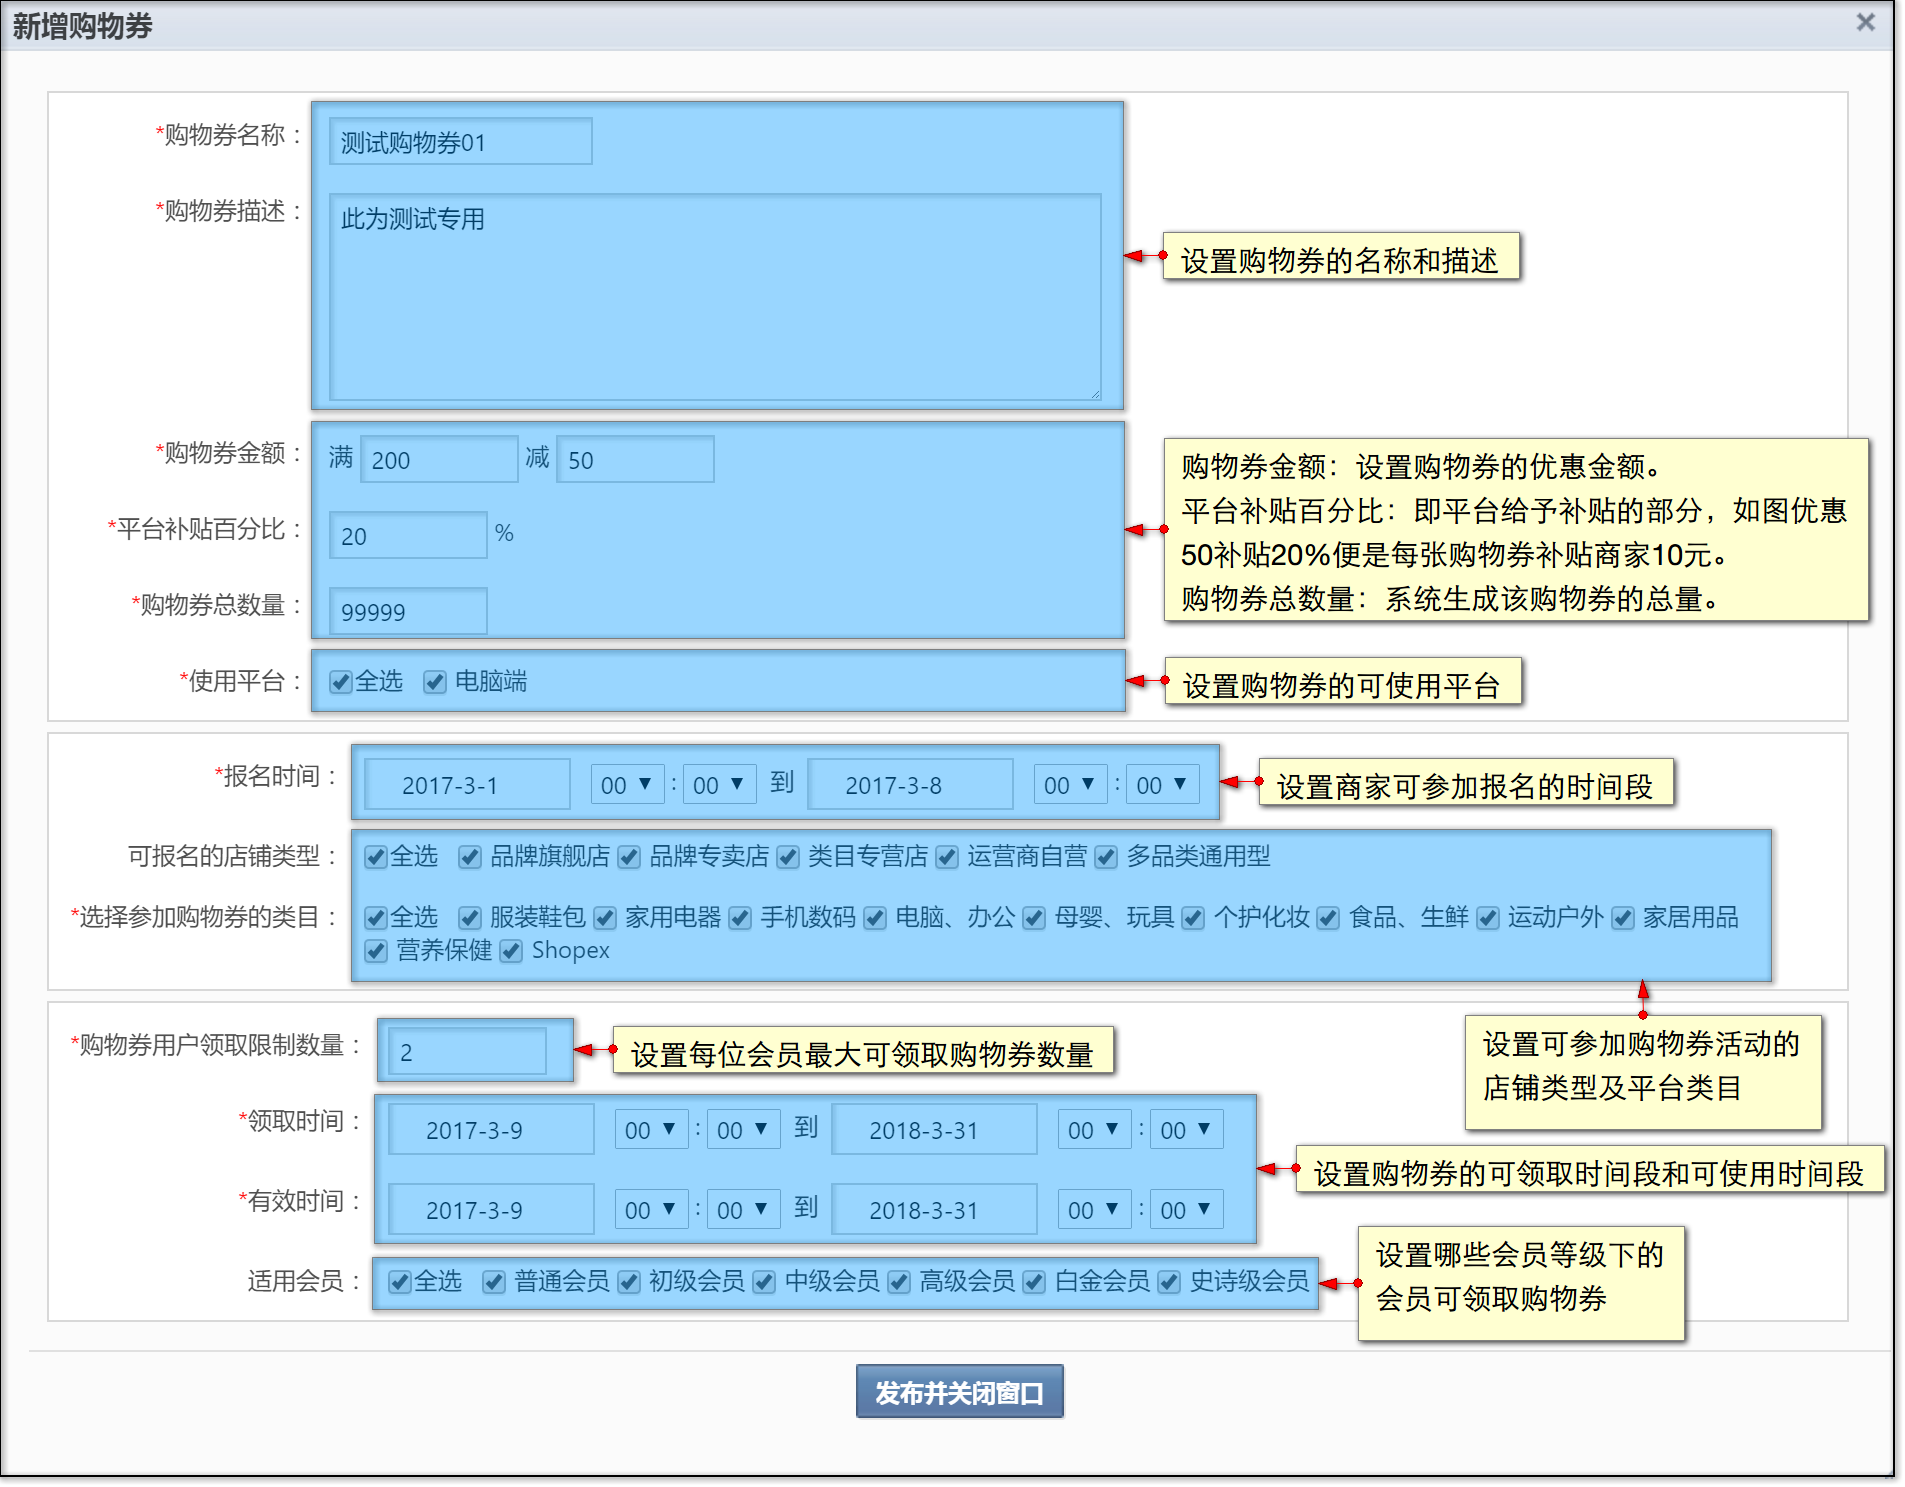 新增购物券
×
*购物券名称：
测试购物券01
*购物券描述：
此为测试专用
设置购物券的名称和描述
*购物券金额：
满 200 减 50
*平台补贴百分比：
20 %
*购物券总数量：
99999
购物券金额：设置购物券的优惠金额。
平台补贴百分比：即平台给予补贴的部分，如图优惠
50补贴20%便是每张购物券补贴商家10元。
购物券总数量：系统生成该购物券的总量。
*使用平台：
全选 电脑端
设置购物券的可使用平台
*报名时间：
2017-3-1 00 : 00 到 2017-3-8 00 : 00
设置商家可参加报名的时间段
可报名的店铺类型：
全选 品牌旗舰店 品牌专卖店 类目专营店 运营商自营 多品类通用型
*选择参加购物券的类目：
全选 服装鞋包 家用电器 手机数码 电脑、办公 母婴、玩具 个护化妆 食品、生鲜 运动户外 家居用品
营养保健 Shopex
设置可参加购物券活动的
店铺类型及平台类目
*购物券用户领取限制数量：
2
设置每位会员最大可领取购物券数量
*领取时间：
2017-3-9 00 : 00 到 2018-3-31 00 : 00
*有效时间：
2017-3-9 00 : 00 到 2018-3-31 00 : 00
设置购物券的可领取时间段和可使用时间段
适用会员：
全选 普通会员 初级会员 中级会员 高级会员 白金会员 史诗级会员
设置哪些会员等级下的
会员可领取购物券
发布并关闭窗口